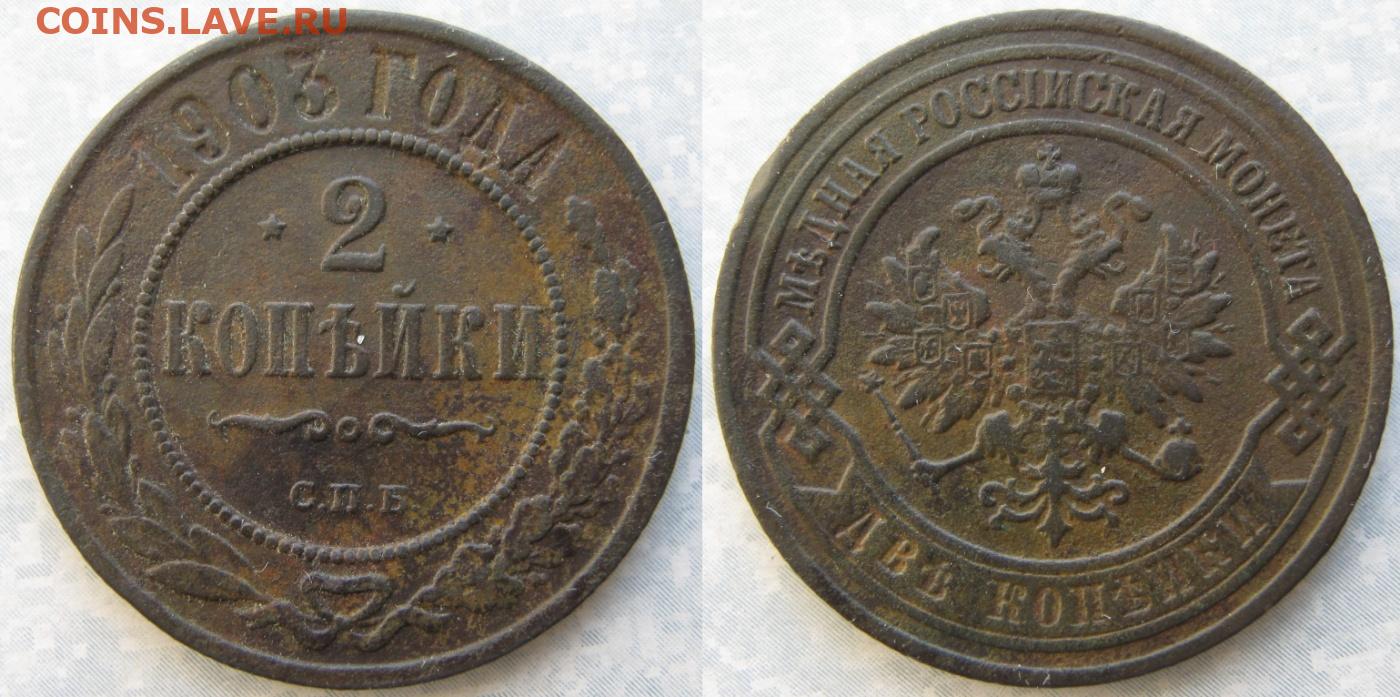 COINS.LAVE.RU
1903 ГОДА
2
КОПѢЙКИ
С.П.Б
МѢДНАЯ РОССІЙСКАЯ МОНЕТА
ДВѢ КОПѢЙКИ